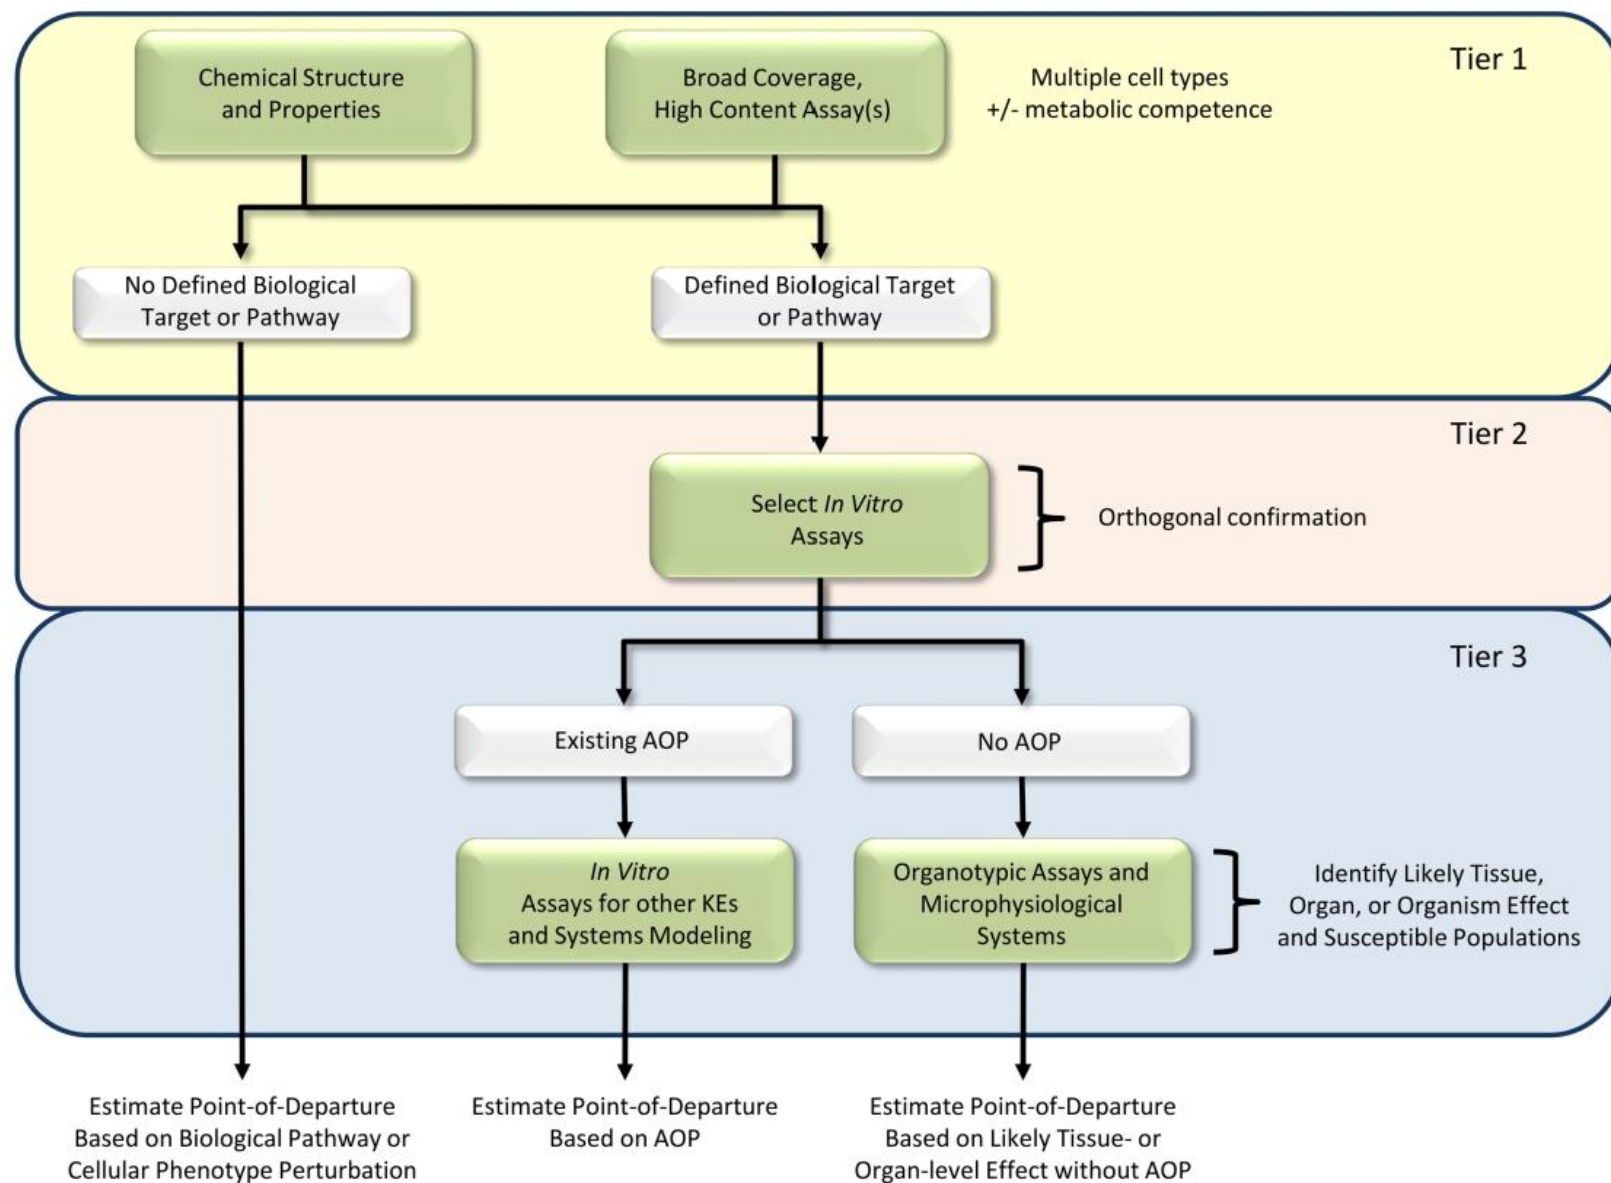 Tier 1
Chemical Structure
and Properties
Broad Coverage,
High Content Assay(s)
Multiple cell types
+/- metabolic competence
No Defined Biological
Target or Pathway
Defined Biological Target
or Pathway
Tier 2
Select In Vitro
Assays
Orthogonal confirmation
Tier 3
Existing AOP
No AOP
In Vitro
Assays for other KEs
and Systems Modeling
Organotypic Assays and
Microphysiological
Systems
Identify Likely Tissue,
Organ, or Organism Effect
and Susceptible Populations
Estimate Point-of-Departure
Based on Biological Pathway or
Cellular Phenotype Perturbation
Estimate Point-of-Departure
Based on AOP
Estimate Point-of-Departure
Based on Likely Tissue- or
Organ-level Effect without AOP